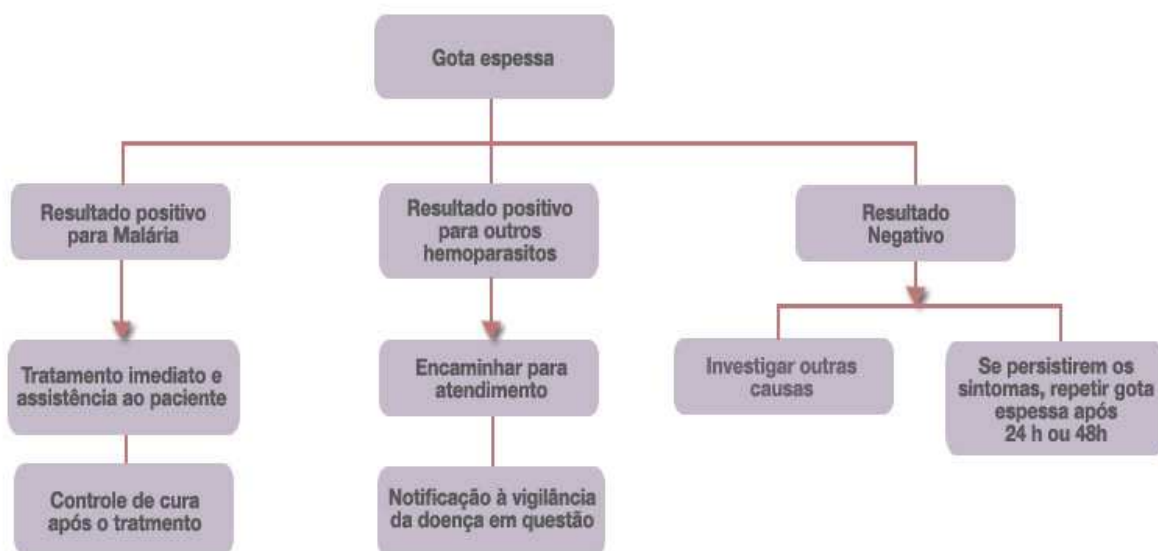 Gota espessa
Resultado positivo
para Malária
Resultado positivo
para outros
hemoparasitos
Resultado
Negativo
Tratamento imediato e
assistência ao paciente
Encaminhar para
atendimento
Investigar outras
causas
Se persistirem os
sintomas, repetir gota
espessa após
24 h ou 48h
Controle de cura
após o tratmento
Notificação à vigilância
da doença em questão